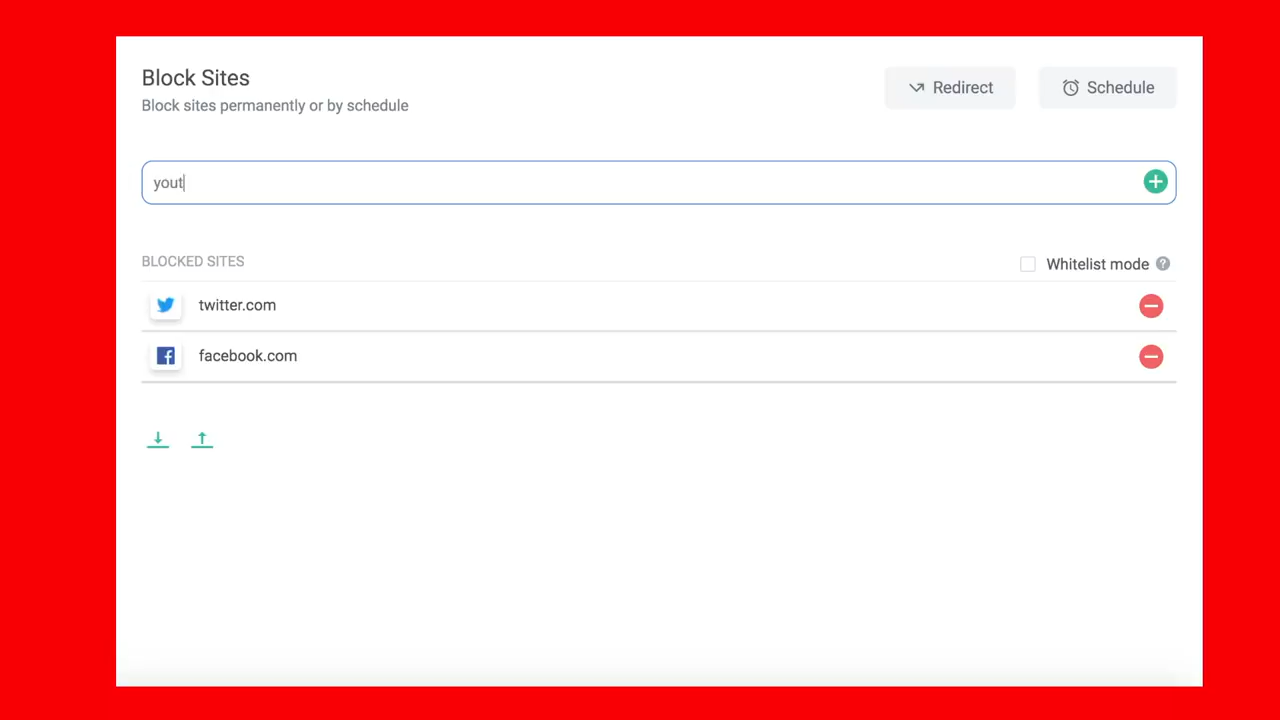 Block Sites
Block sites permanently or by schedule
Redirect
Schedule
yout
BLOCKED SITES
Whitelist mode
twitter.com
facebook.com